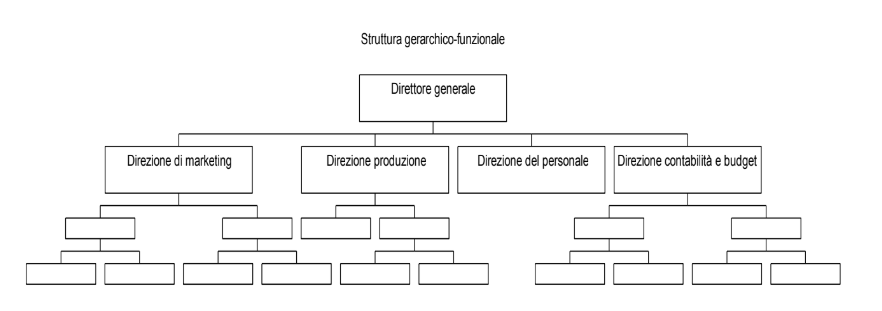 Struttura gerarchico-funzionale
Direttore generale
Direzione di marketing
Direzione produzione
Direzione del personale
Direzione contabilità e budget